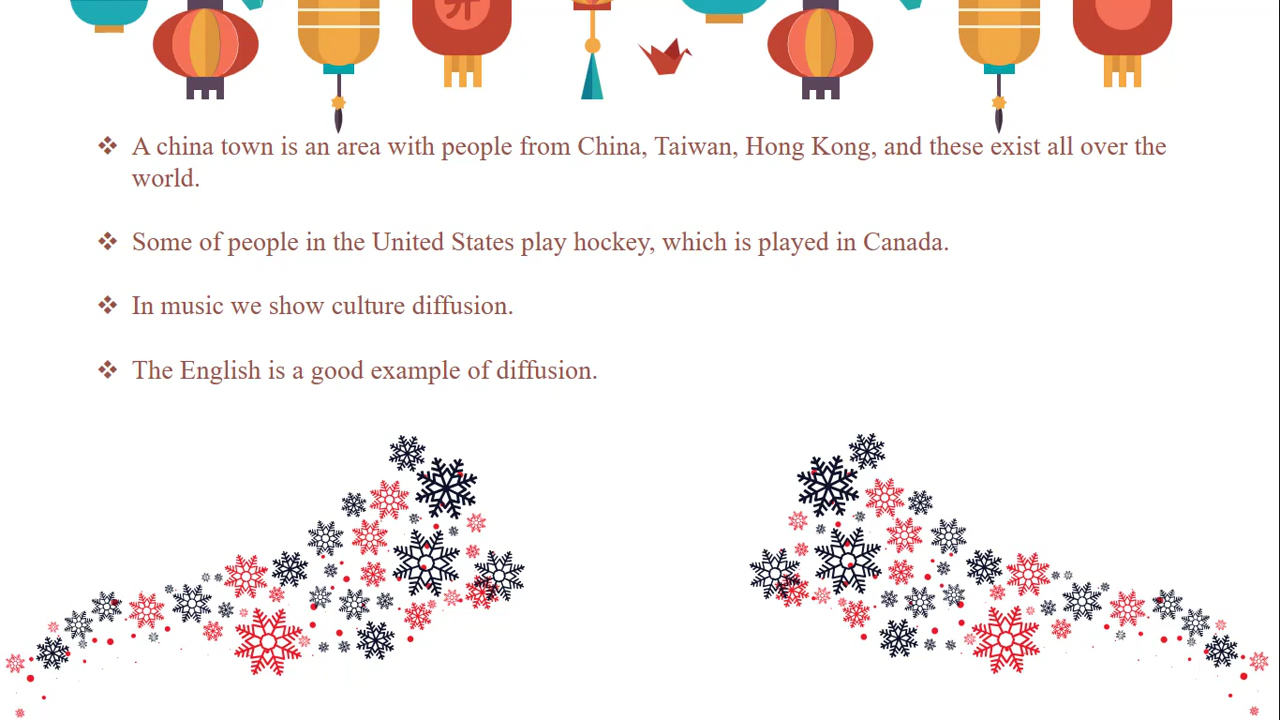 A china town is an area with people from China, Taiwan, Hong Kong, and these exist all over the
world.
Some of people in the United States play hockey, which is played in Canada.
In music we show culture diffusion.
The English is a good example of diffusion.